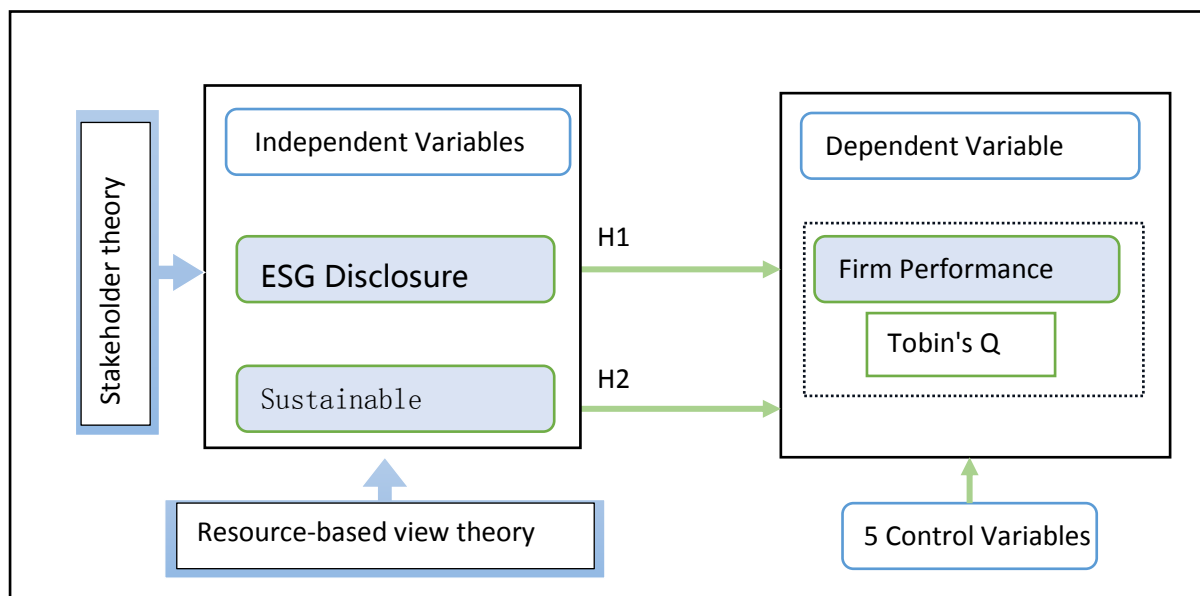 Stakeholder theory
Independent Variables
ESG Disclosure
Sustainable
Resource-based view theory
H1
H2
Dependent Variable
Firm Performance
Tobin's Q
5 Control Variables